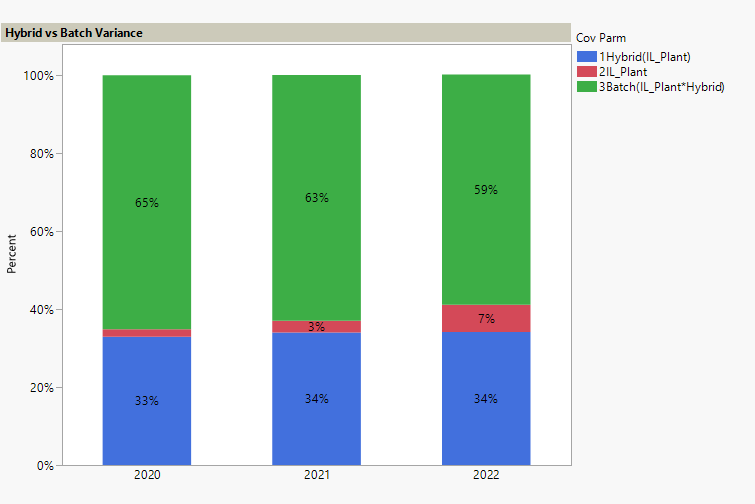 Hybrid vs Batch Variance
Cov Parm
1Hybrid(IL_Plant)
2IL_Plant
3Batch(IL_Plant*Hybrid)
Percent
100%
80%
60%
40%
20%
0%
65%
63%
59%
3%
7%
33%
34%
34%
2020
2021
2022